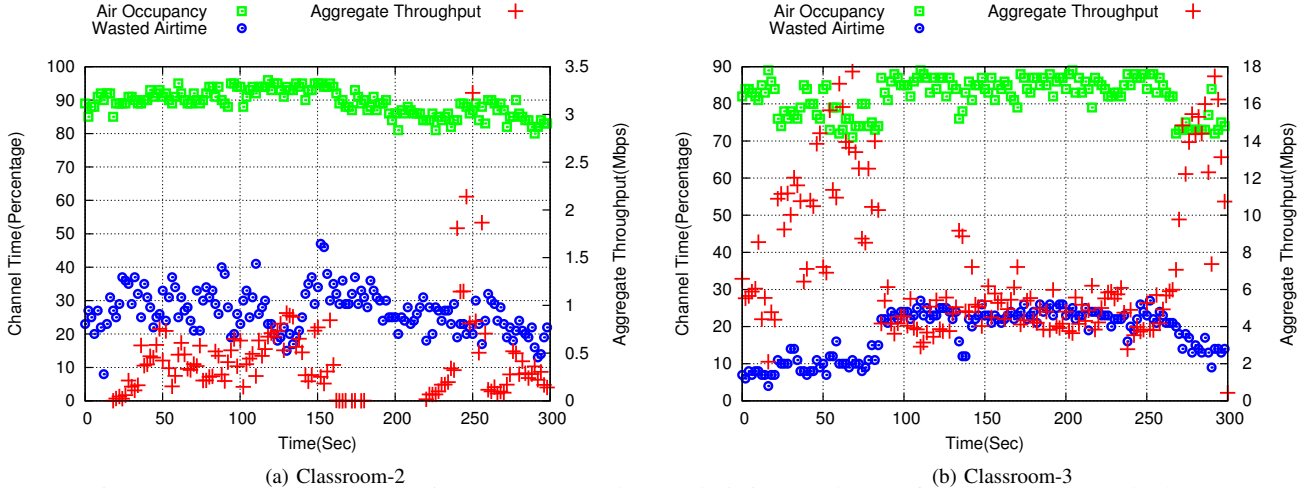 Air Occupancy
Wasted Airtime
Aggregate Throughput
100
90
80
70
60
50
40
30
20
10
0
Channel Time(Percentage)
3.5
3
2.5
2
1.5
1
0.5
0
Aggregate Throughput(Mbps)
0 50 100 150 200 250 300
Time(Sec)
(a) Classroom-2
Air Occupancy
Wasted Airtime
Aggregate Throughput
90
80
70
60
50
40
30
20
10
0
Channel Time(Percentage)
18
16
14
12
10
8
6
4
2
0
Aggregate Throughput(Mbps)
0 50 100 150 200 250 300
Time(Sec)
(b) Classroom-3